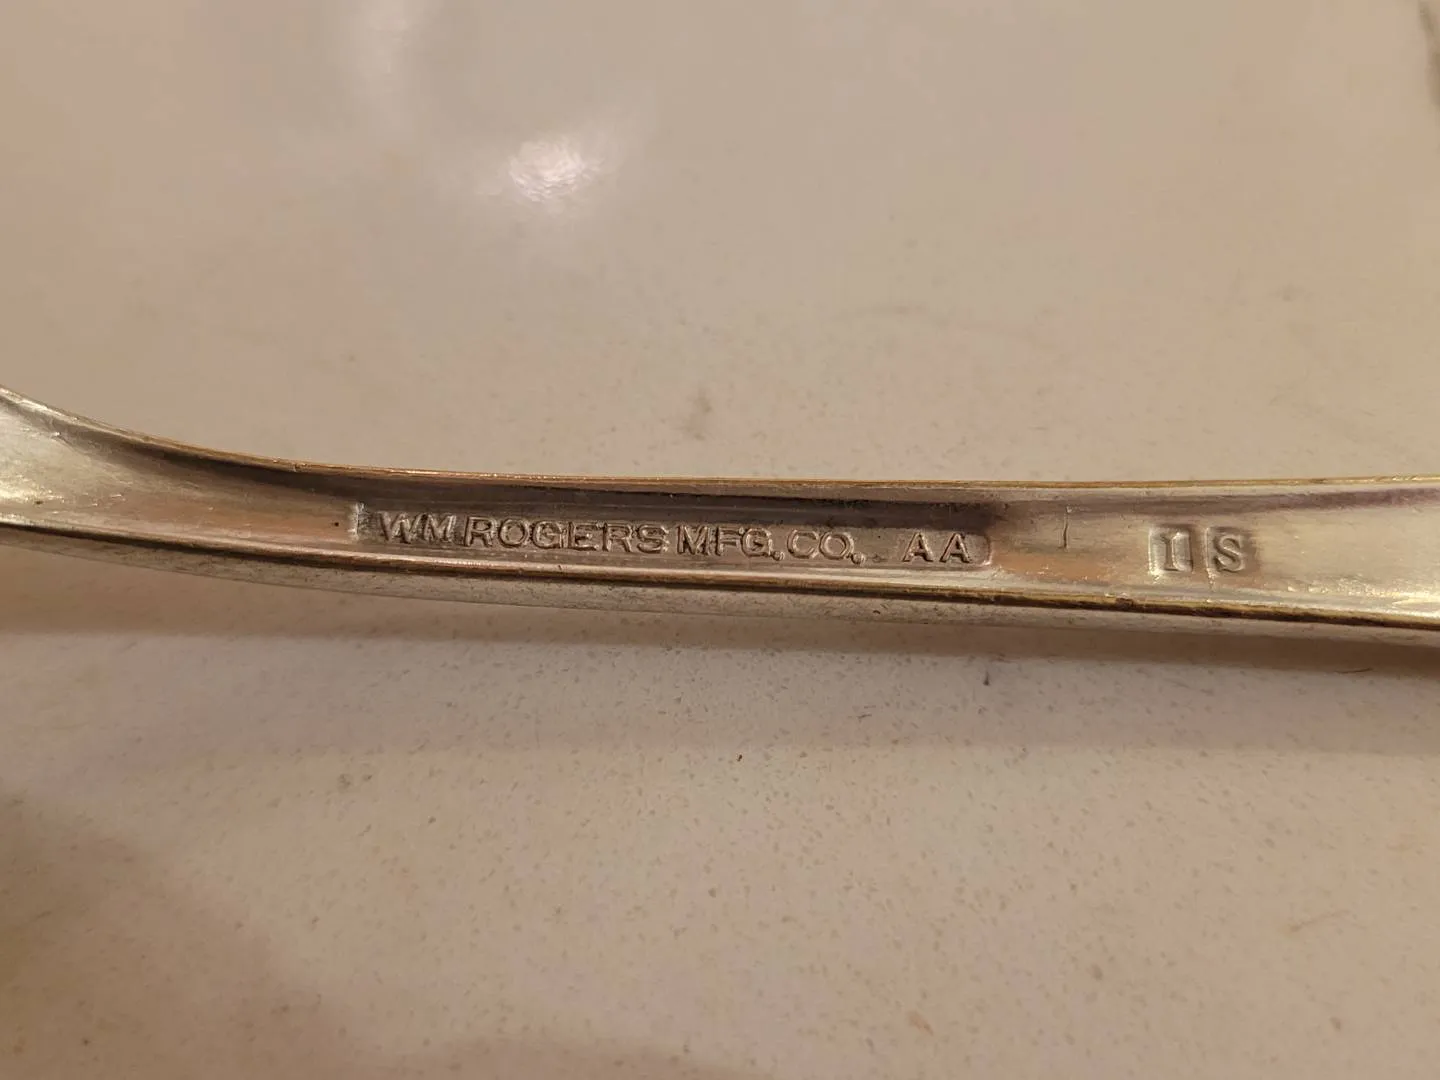 WM ROGERS MFG. CO. AA I S